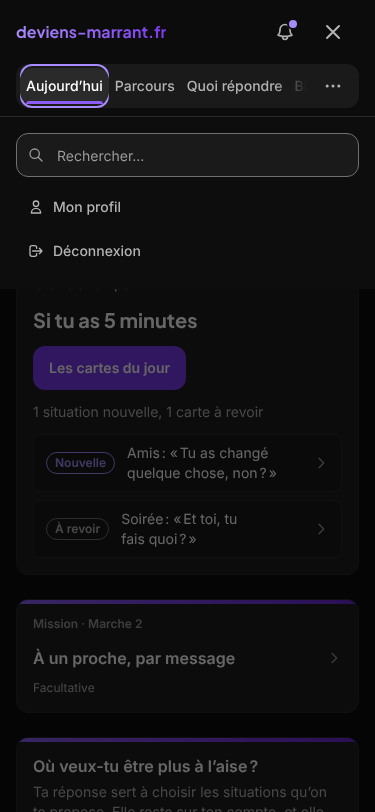 deviens-marrant.fr
Aujourd'hui Parcours Quoi répondre
Rechercher...
Mon profil
Déconnexion
Si tu as 5 minutes
Les cartes du jour
1 situation nouvelle, 1 carte à revoir
Nouvelle
Amis : « Tu as changé
quelque chose, non ? »
À revoir
Soirée : « Et toi, tu
fais quoi ? »
Mission · Marche 2
À un proche, par message
Facultative
Où veux-tu être plus à l'aise ?
Ta réponse sert à choisir les situations qu'on
te propose. Elle reste sur ton compte, et elle